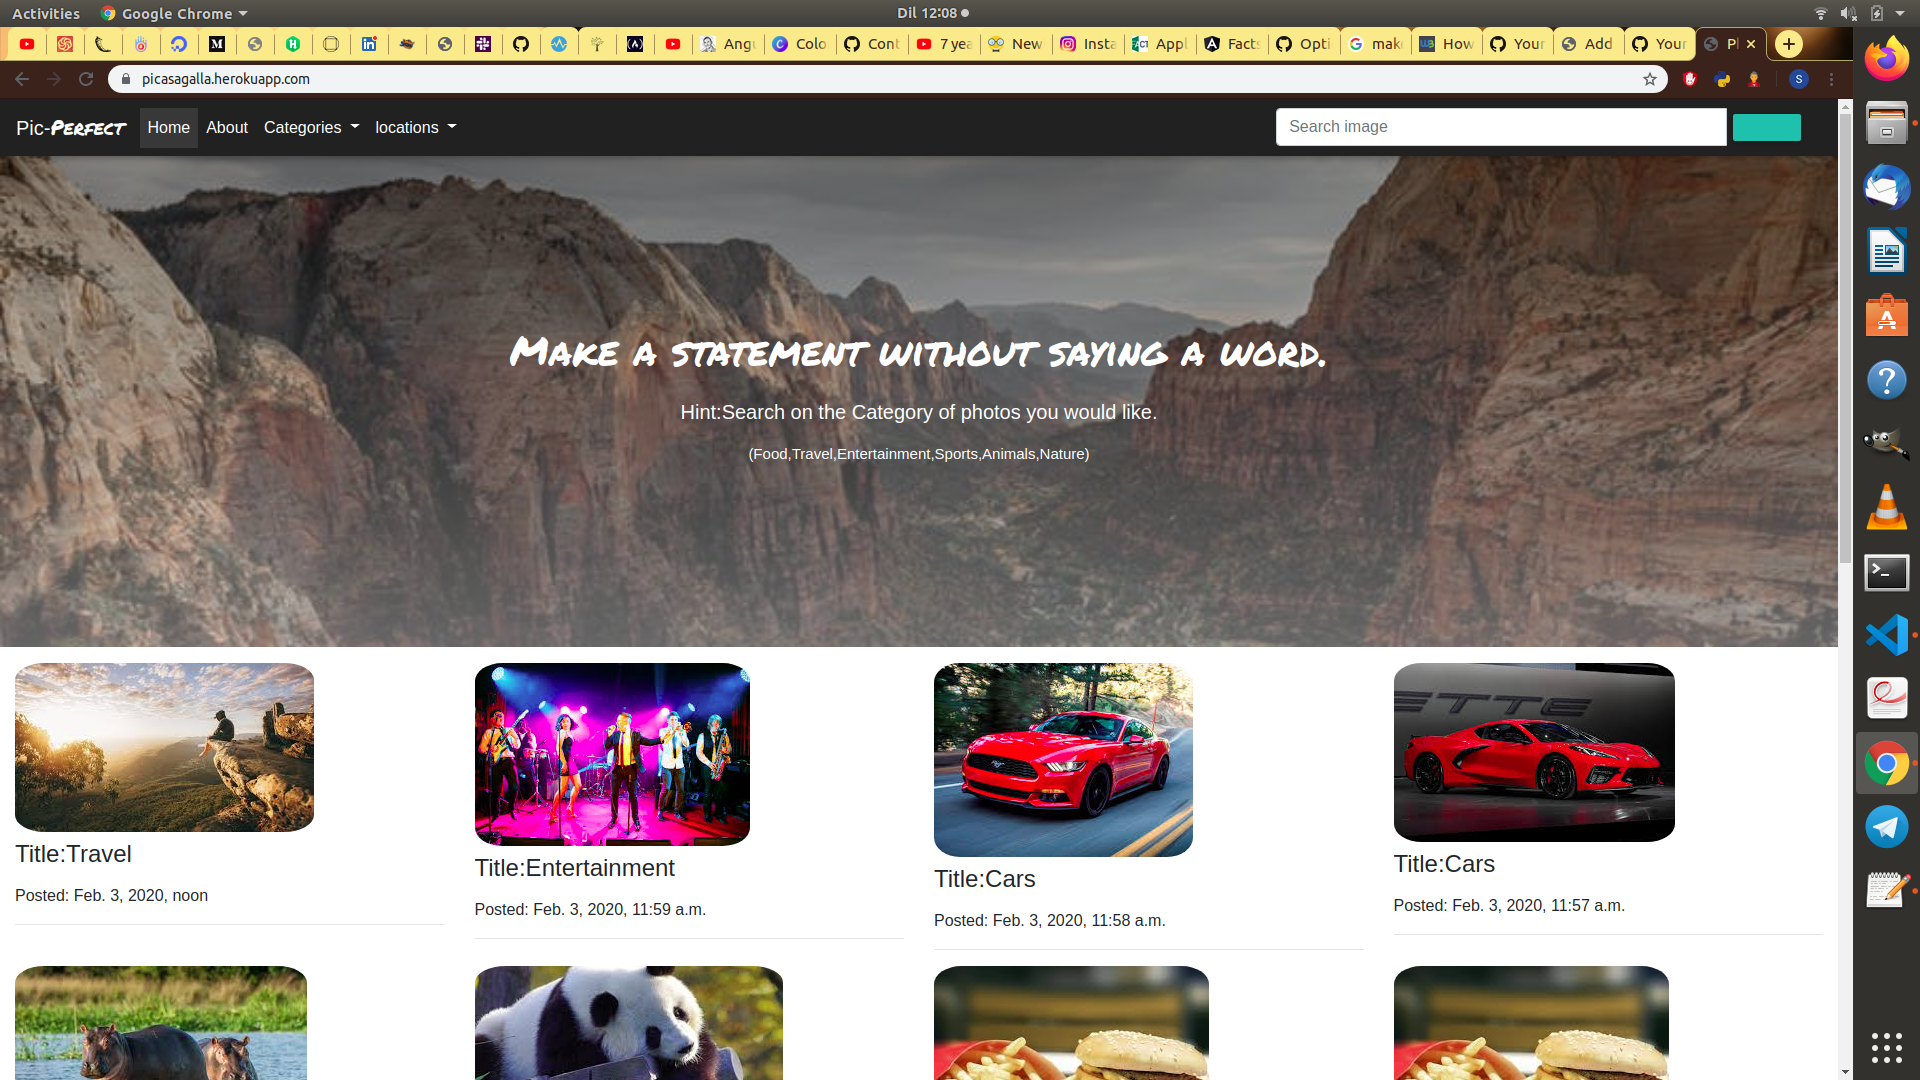 Activities Google Chrome Dil 12:08
Angu Colo Cont 7 yea New Insta Appl Facts Opti mak How Your Add Your Pl
picasagalla.herokuapp.com S
Pic-Perfect Home About Categories locations Search image
Make a statement without saying a word.
Hint:Search on the Category of photos you would like.
(Food,Travel,Entertainment,Sports,Animals,Nature)
ETTE
Title:Travel
Posted: Feb. 3, 2020, noon
Title:Entertainment
Posted: Feb. 3, 2020, 11:59 a.m.
Title:Cars
Posted: Feb. 3, 2020, 11:58 a.m.
Title:Cars
Posted: Feb. 3, 2020, 11:57 a.m.